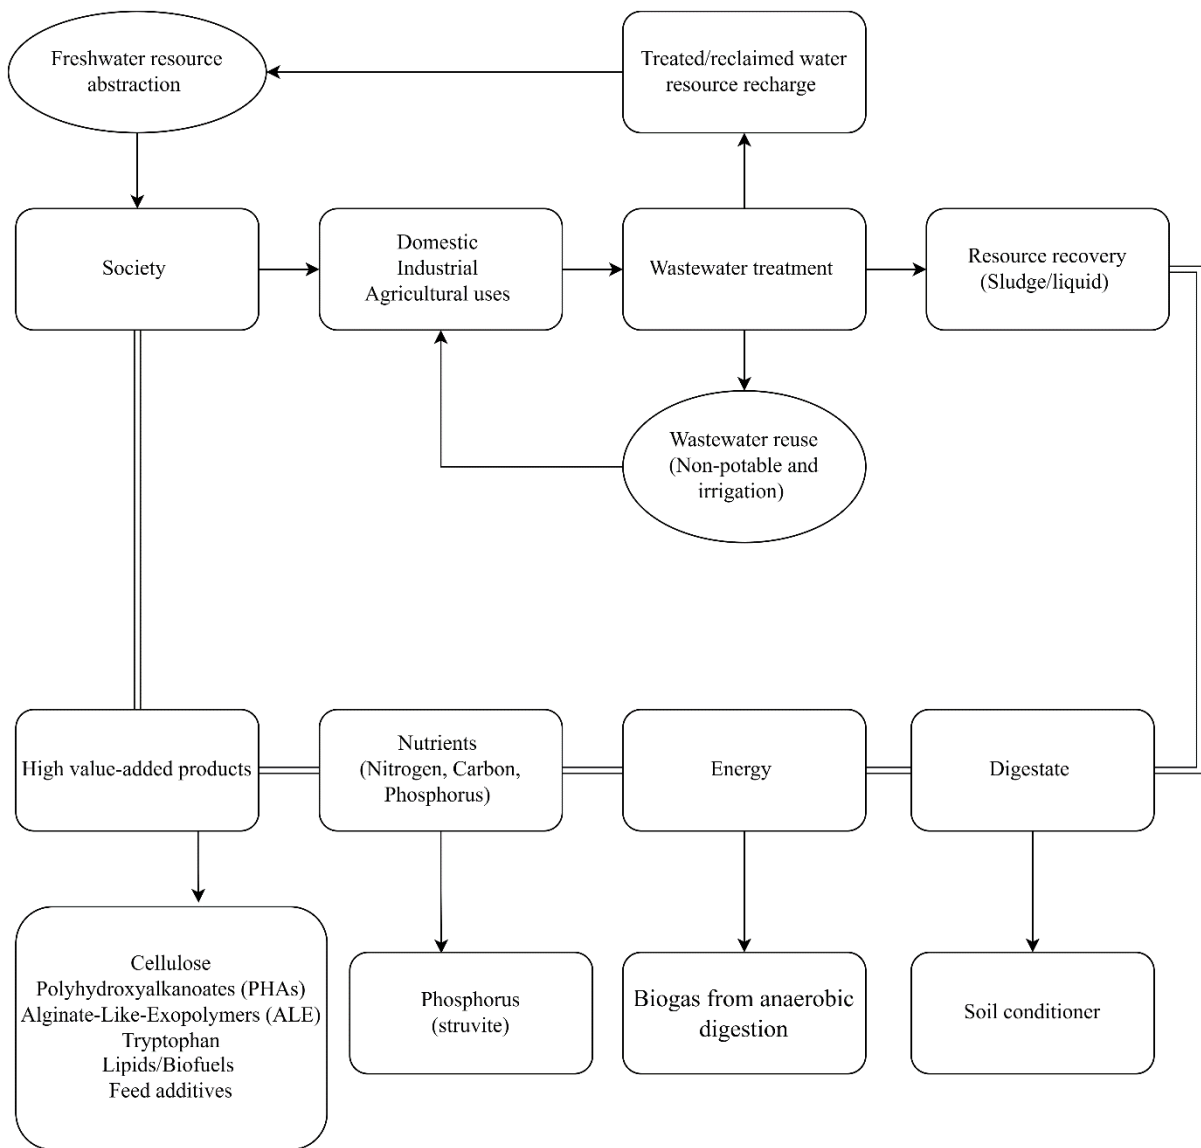 Freshwater resource
abstraction
Treated/reclaimed water
resource recharge
Society
Domestic
Industrial
Agricultural uses
Wastewater treatment
Resource recovery
(Sludge/liquid)
Wastewater reuse
(Non-potable and
irrigation)
High value-added products
Nutrients
(Nitrogen, Carbon,
Phosphorus)
Energy
Digestate
Cellulose
Polyhydroxyalkanoates (PHAs)
Alginate-Like-Exopolymers (ALE)
Tryptophan
Lipids/Biofuels
Feed additives
Phosphorus
(struvite)
Biogas from anaerobic
digestion
Soil conditioner